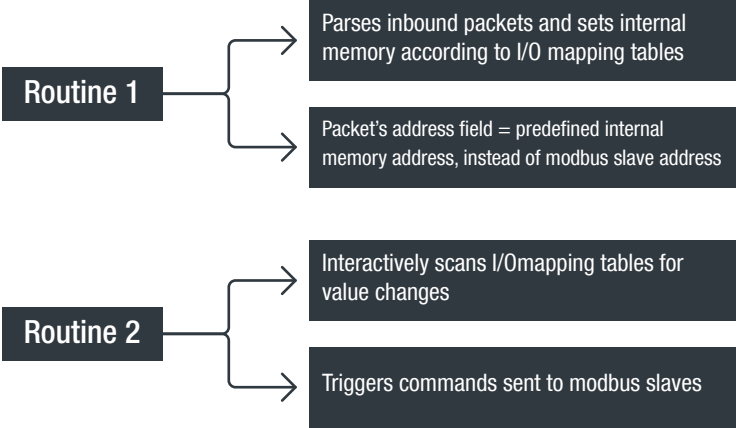 Routine 1
Parses inbound packets and sets internal
memory according to I/O mapping tables
Packet's address field = predefined internal
memory address, instead of modbus slave address
Routine 2
Interactively scans I/Omapping tables for
value changes
Triggers commands sent to modbus slaves